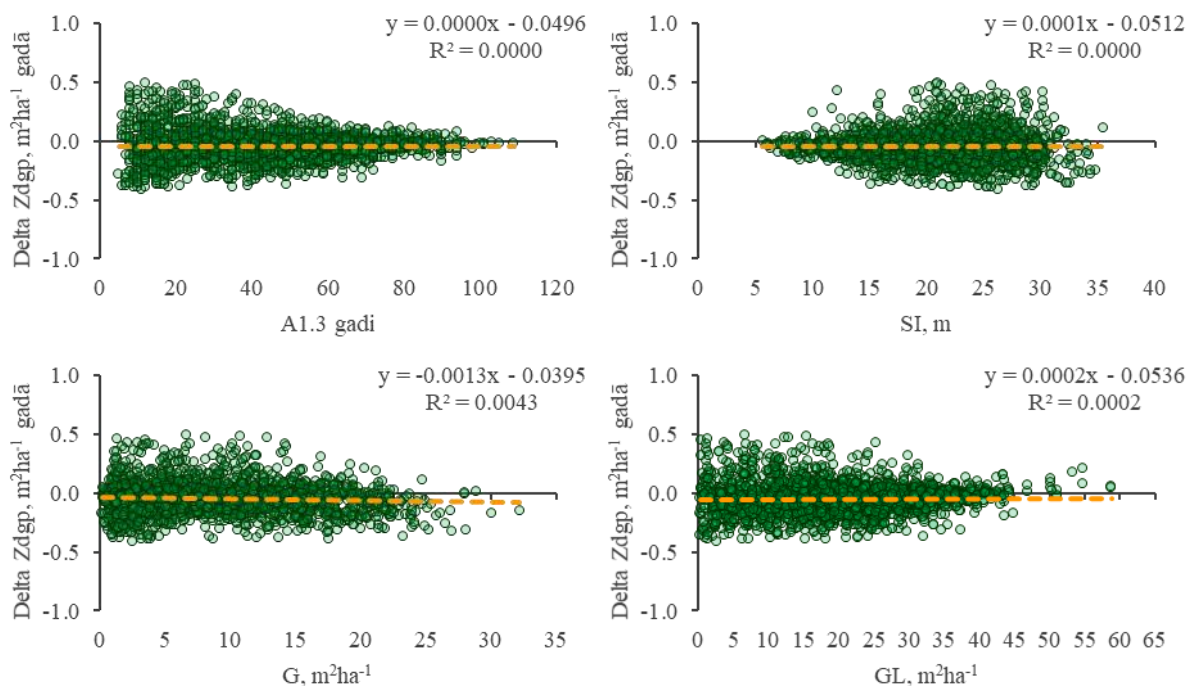 y = 0.0000x - 0.0496
R² = 0.0000
1.0
0.5
0.0
-0.5
-1.0
Delta Zdgp, m²ha⁻¹ gadā
0 20 40 60 80 100 120
A1.3 gadi
y = 0.0001x - 0.0512
R² = 0.0000
1.0
0.5
0.0
-0.5
-1.0
Delta Zdgp, m²ha⁻¹ gadā
0 5 10 15 20 25 30 35 40
SI, m
y = -0.0013x - 0.0395
R² = 0.0043
1.0
0.5
0.0
-0.5
-1.0
Delta Zdgp, m²ha⁻¹ gadā
0 5 10 15 20 25 30 35
G, m²ha⁻¹
y = 0.0002x - 0.0536
R² = 0.0002
1.0
0.5
0.0
-0.5
-1.0
Delta Zdgp, m²ha⁻¹ gadā
0 5 10 15 20 25 30 35 40 45 50 55 60 65
GL, m²ha⁻¹